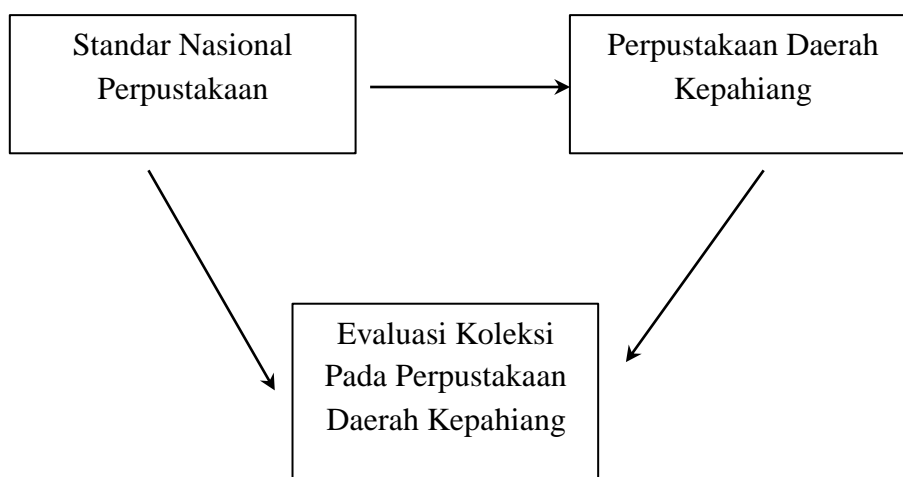 Standar Nasional
Perpustakaan
Perpustakaan Daerah
Kepahiang
Evaluasi Koleksi
Pada Perpustakaan
Daerah Kepahiang